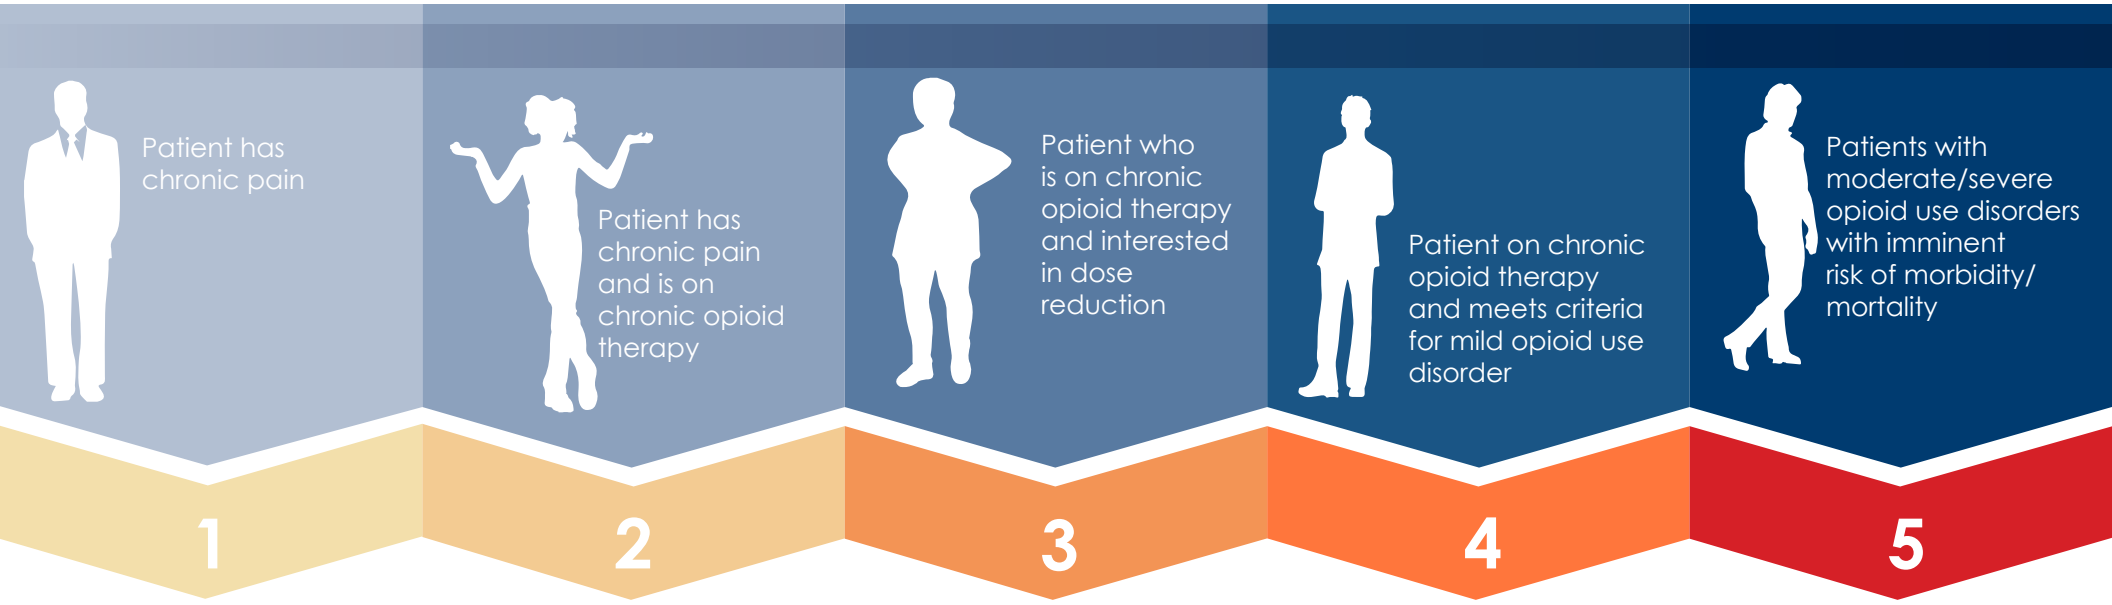 Patient has
chronic pain
Patient has
chronic pain
and is on
chronic opioid
therapy
Patient who
is on chronic
opioid therapy
and interested
in dose
reduction
Patient on chronic
opioid therapy
and meets criteria
for mild opioid use
disorder
Patients with
moderate/severe
opioid use disorders
with imminent
risk of morbidity/
mortality
1
2
3
4
5